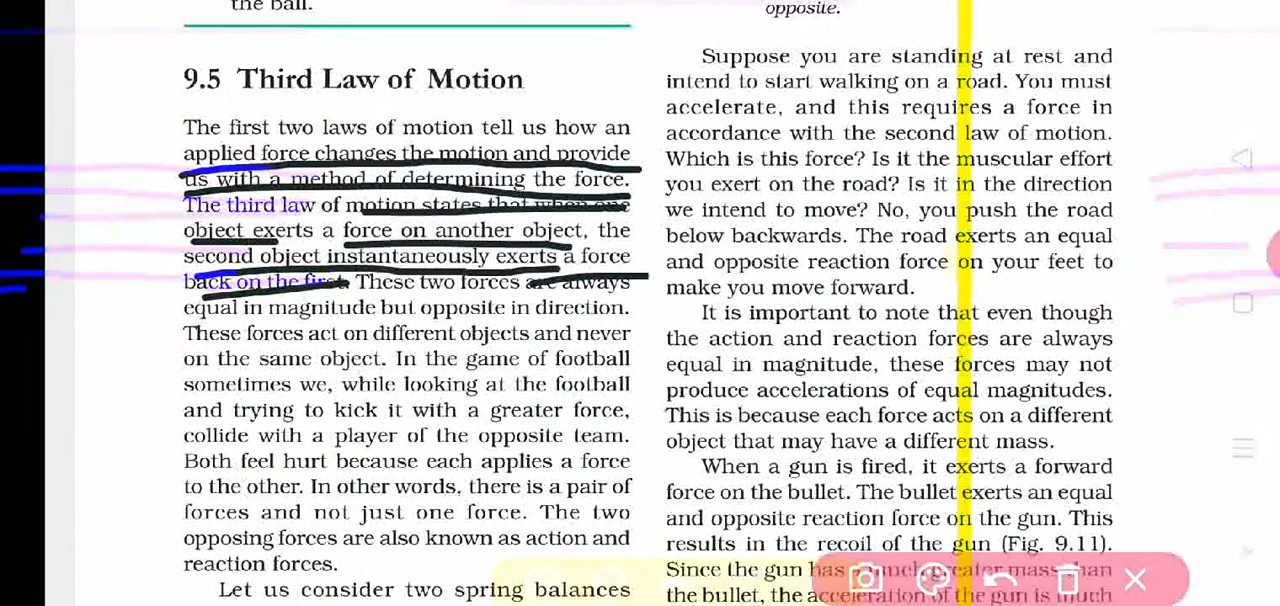 the ball.
9.5 Third Law of Motion
The first two laws of motion tell us how an
applied force changes the motion and provide
us with a method of determining the force.
The third law of motion states that when one
object exerts a force on another object, the
second object instantaneously exerts a force
back on the first. These two forces are always
equal in magnitude but opposite in direction.
These forces act on different objects and never
on the same object. In the game of football
sometimes we, while looking at the football
and trying to kick it with a greater force,
collide with a player of the opposite team.
Both feel hurt because each applies a force
to the other. In other words, there is a pair of
forces and not just one force. The two
opposing forces are also known as action and
reaction forces.
Let us consider two spring balances
opposite.
Suppose you are standing at rest and
intend to start walking on a road. You must
accelerate, and this requires a force in
accordance with the second law of motion.
Which is this force? Is it the muscular effort
you exert on the road? Is it in the direction
we intend to move? No, you push the road
below backwards. The road exerts an equal
and opposite reaction force on your feet to
make you move forward.
It is important to note that even though
the action and reaction forces are always
equal in magnitude, these forces may not
produce accelerations of equal magnitudes.
This is because each force acts on a different
object that may have a different mass.
When a gun is fired, it exerts a forward
force on the bullet. The bullet exerts an equal
and opposite reaction force on the gun. This
results in the recoil of the gun (Fig. 9.11).
Since the gun has a much greater mass than
the bullet, the acceleration of the gun is much